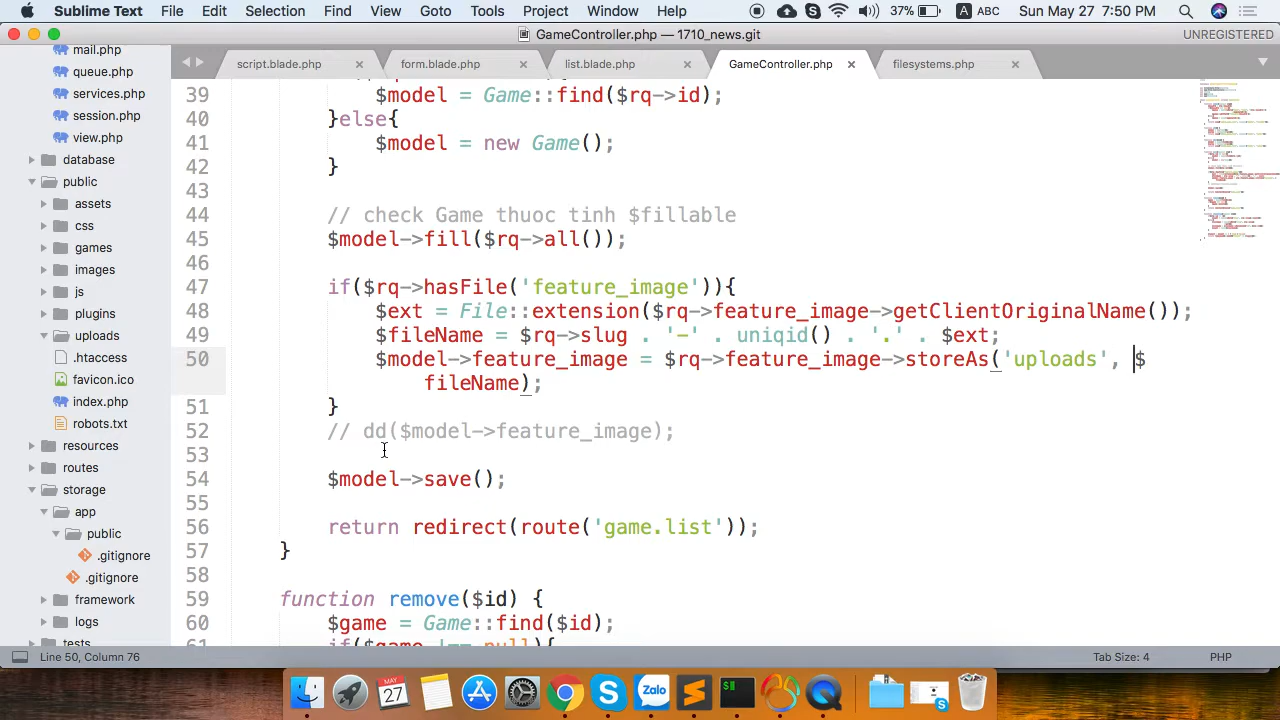 Sublime Text File Edit Selection Find View Goto Tools Project Window Help 37% A ABC Sun May 27 7:50 PM
GameController.php — 1710_news.git UNREGISTERED
script.blade.php form.blade.php list.blade.php GameController.php filesystems.php
mail.php
queue.php
services.php
session.php
view.php
database
public
assets
css
games
images
js
plugins
uploads
.htaccess
favicon.ico
index.php
robots.txt
resources
routes
storage
app
public
.gitignore
.gitignore
framework
logs
tests
39 $model = Game::find($rq->id);
40 }else{
41 $model = new Game();
42 }
43
44 // check Game thuoc tinh $fillable
45 $model->fill($rq->all());
46
47 if($rq->hasFile('feature_image')){
48 $ext = File::extension($rq->feature_image->getClientOriginalName());
49 $fileName = $rq->slug . '-' . uniqid() . '.' . $ext;
50 $model->feature_image = $rq->feature_image->storeAs('uploads', $
fileName);
51 }
52 // dd($model->feature_image);
53
54 $model->save();
55
56 return redirect(route('game.list'));
57 }
58
59 function remove($id) {
60 $game = Game::find($id);
61 if($game !== null){
Line 50, Column 76 Tab Size: 4 PHP
MAY
27
Zalo
$